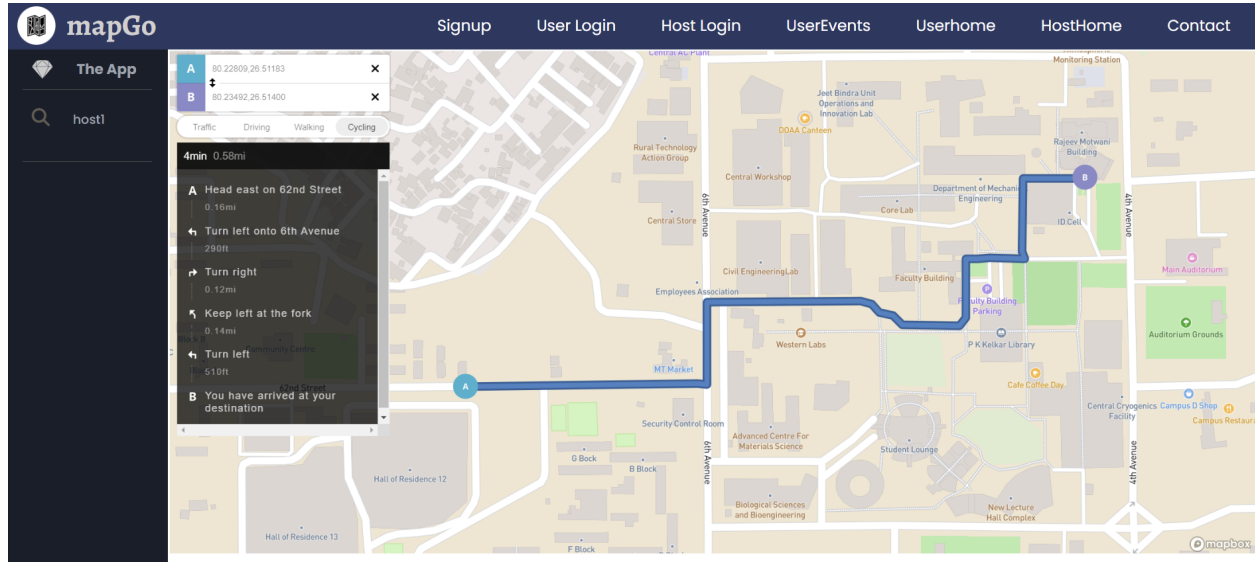 mapGo
Signup
User Login
Host Login
UserEvents
Userhome
HostHome
Contact
The App
host1
A
80.22809,26.51183
B
80.23492,26.51400
Traffic
Driving
Walking
Cycling
4min 0.58mi
A Head east on 62nd Street
0.16mi
Turn left onto 6th Avenue
290ft
Turn right
0.12mi
Keep left at the fork
0.14mi
Turn left
510ft
B You have arrived at your
destination
Community Centre
62nd Street
Central AC Plant
Monitoring Station
Jeet Bindra Unit
Operations and
Innovation Lab
DOAA Canteen
Rural Technology
Action Group
Rajeev Motwani
Building
B
Central Workshop
Department of Mechani
Engineering
Core Lab
Central Store
6th Avenue
ID Cell
4th Avenue
Main Auditorium
Civil EngineeringLab
Faculty Building
Employees Association
Faculty Building
Parking
Western Labs
P K Kelkar Library
Auditorium Grounds
MT Market
A
Cafe Coffee Day
Central Cryogenics
Facility
Campus D Shop
Campus Restaur
Security Control Room
Advanced Centre For
Materials Science
6th Avenue
Student Lounge
4th Avenue
G Bock
B Block
Hall of Residence 12
Biological Sciences
and Bioengineering
New Lecture
Hall Complex
Hall of Residence 13
F Block
mapbox